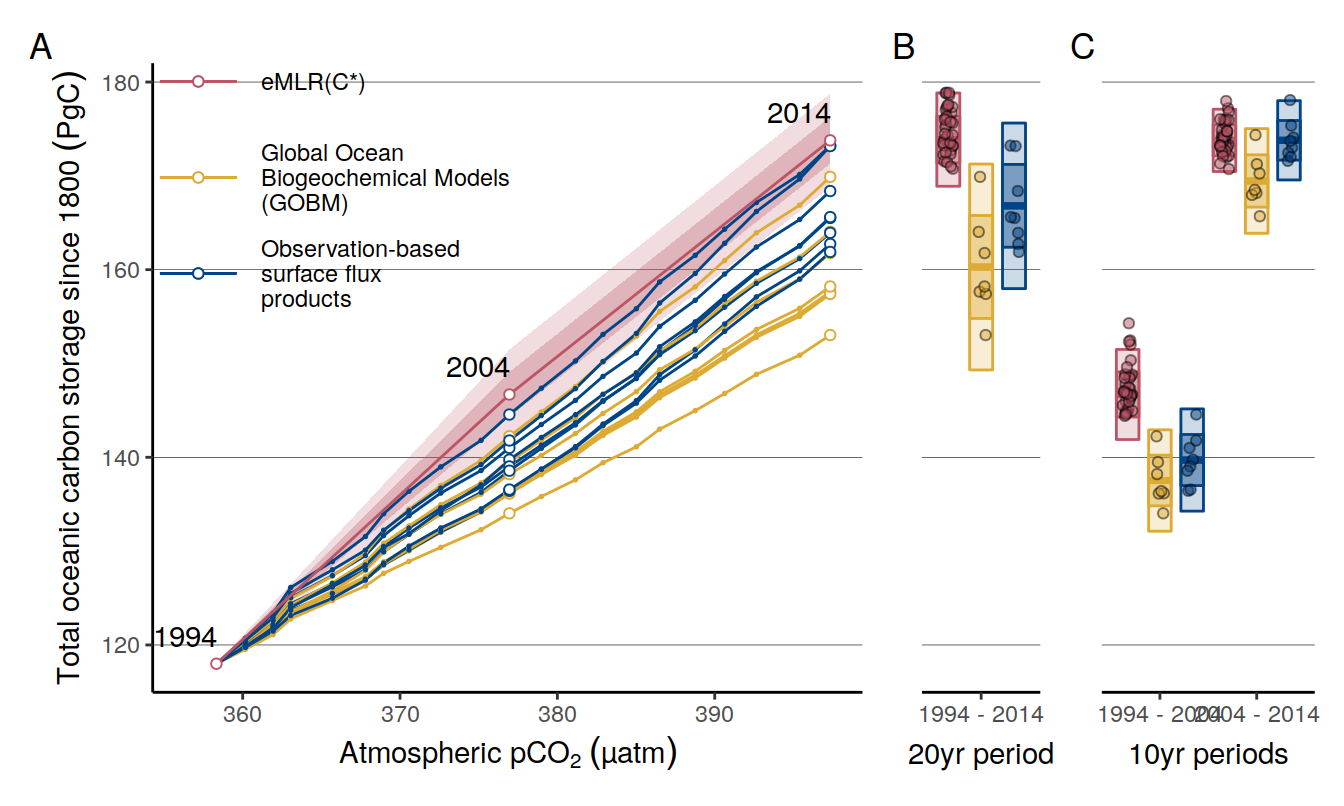 A
B
C
Total oceanic carbon storage since 1800 (PgC)
180
160
140
120
eMLR(C*)
Global Ocean
Biogeochemical Models
(GOBM)
Observation-based
surface flux
products
1994
2004
2014
360
370
380
390
Atmospheric pCO₂ (µatm)
1994 - 2014
20yr period
1994 - 2004
2004 - 2014
10yr periods